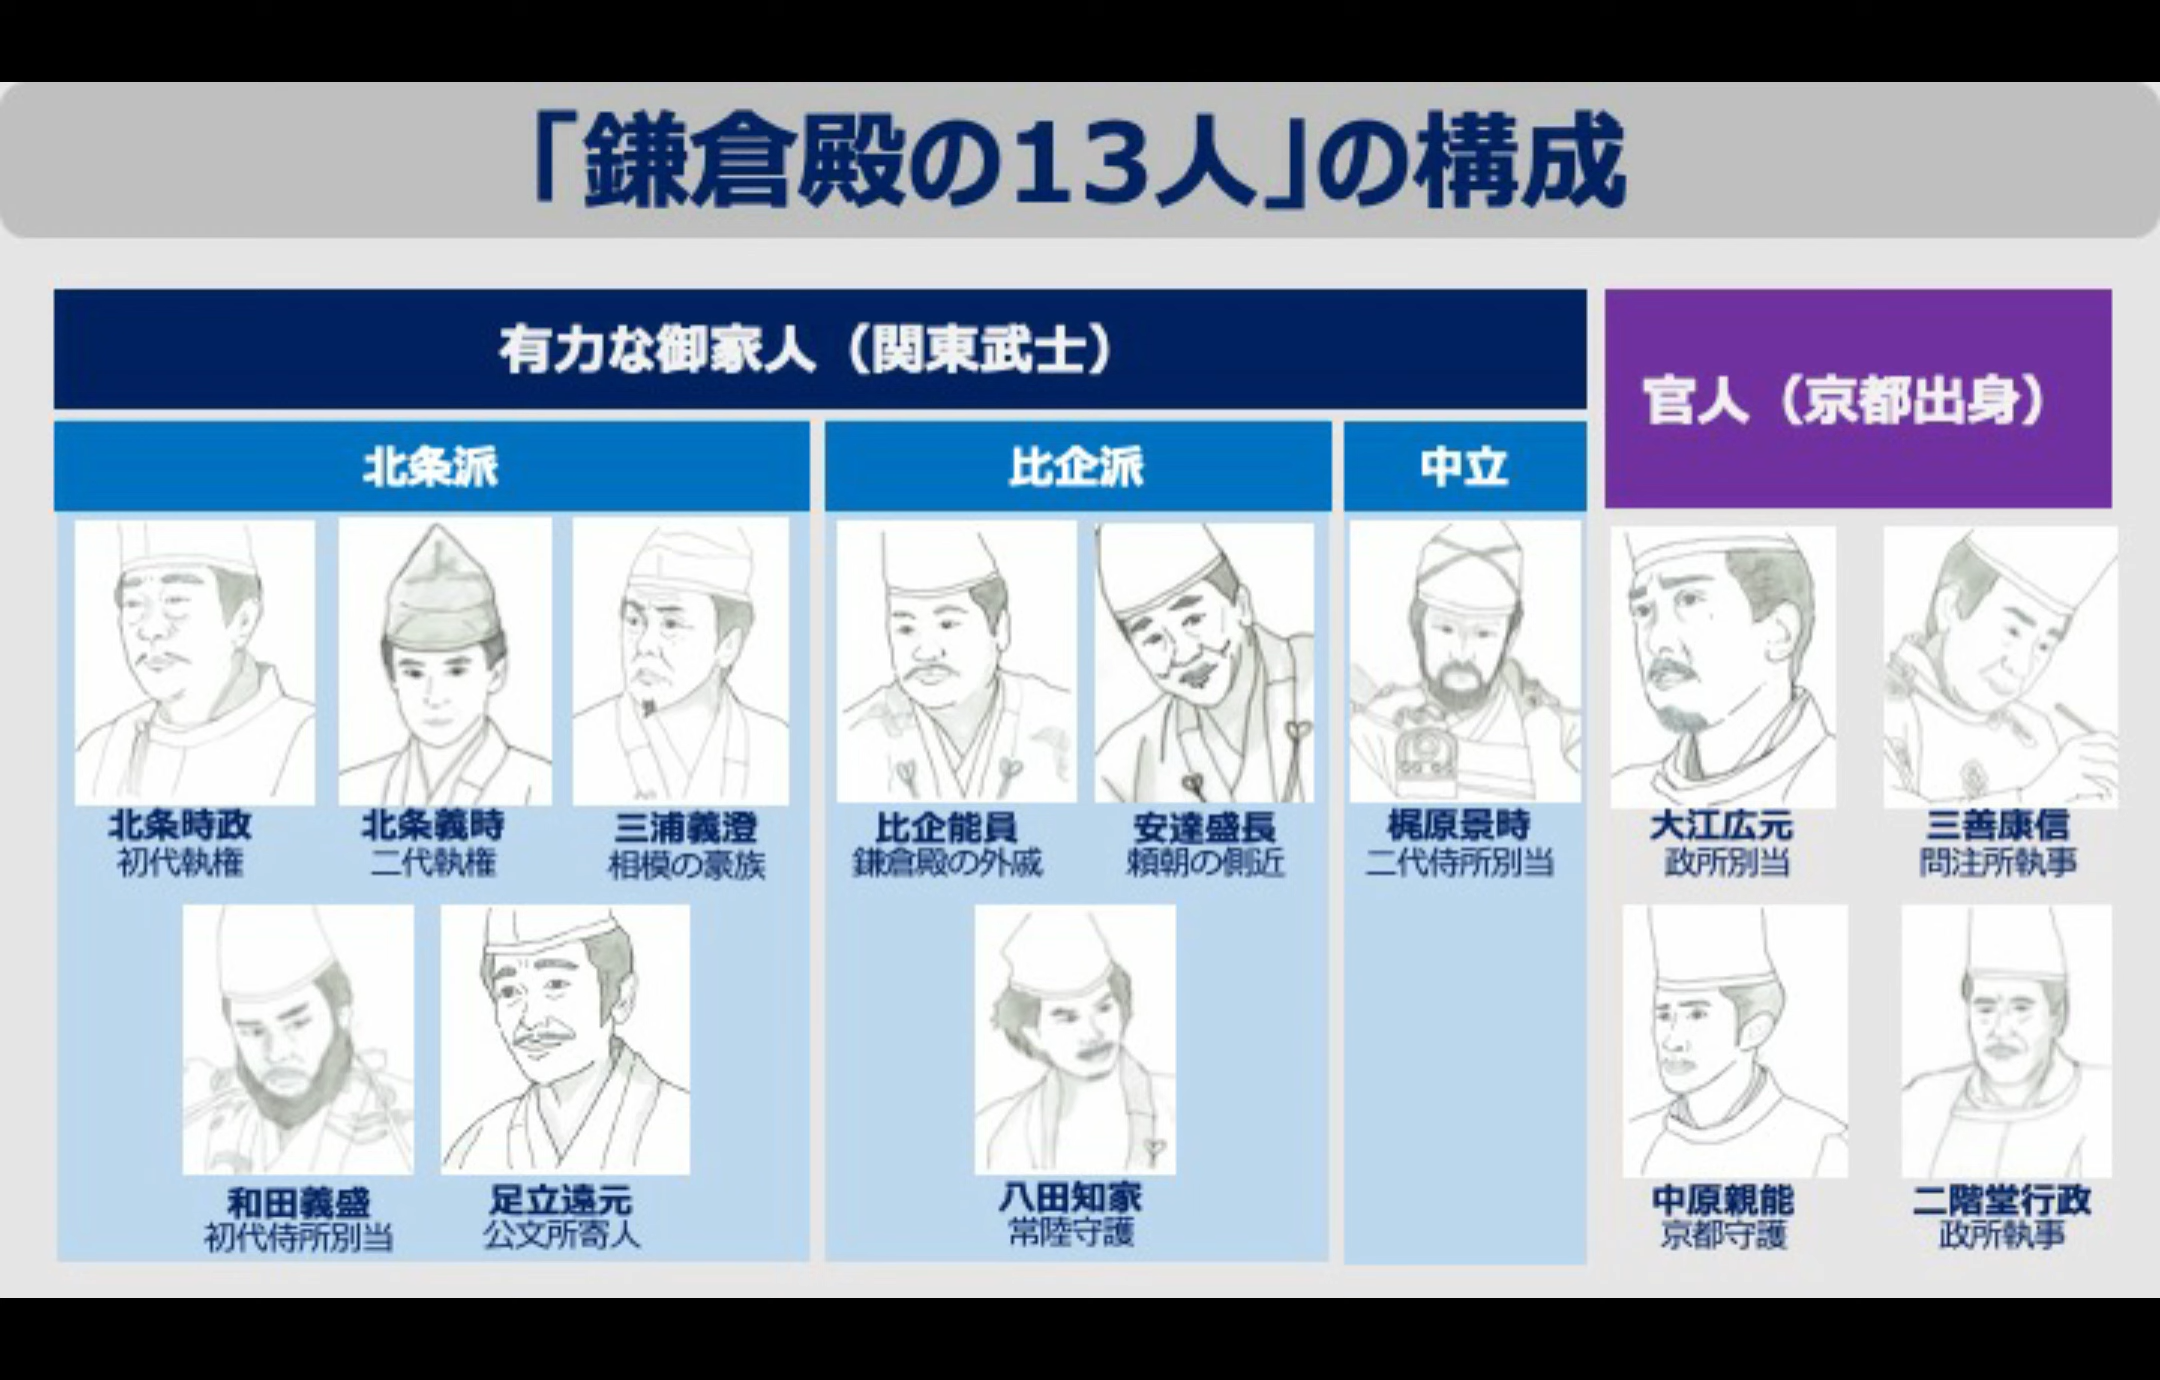 「鎌倉殿の13人」の構成
有力な御家人（関東武士）
官人（京都出身）
北条派
比企派
中立
北条時政
初代執権
北条義時
二代執権
三浦義澄
相模の豪族
比企能員
鎌倉殿の外戚
安達盛長
頼朝の側近
梶原景時
二代侍所別当
大江広元
政所別当
三善康信
問注所執事
和田義盛
初代侍所別当
足立遠元
公文所寄人
八田知家
常陸守護
中原親能
京都守護
二階堂行政
政所執事